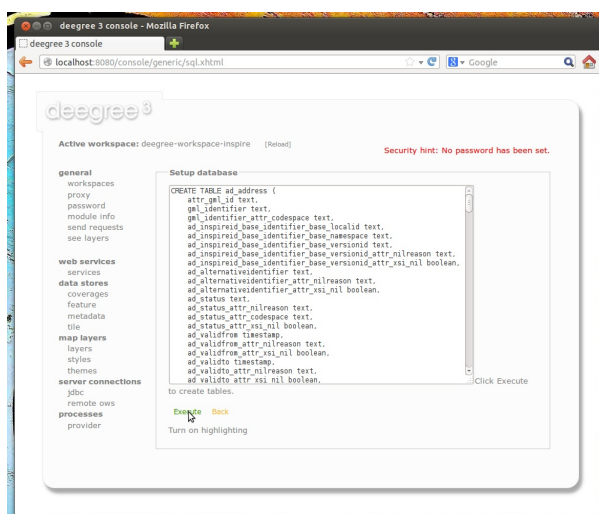 deegree 3 console - Mozilla Firefox
deegree 3 console
localhost:8080/console/generic/sql.xhtml
Google
deegree 3
Active workspace: deegree-workspace-inspire [Reload]
Security hint: No password has been set.
general
workspaces
proxy
password
module info
send requests
see layers
web services
services
data stores
coverages
feature
metadata
tile
map layers
layers
styles
themes
server connections
jdbc
remote ows
processes
provider
Setup database
CREATE TABLE ad_address (
attr_gml_id text,
gml_identifier text,
gml_identifier_attr_codespace text,
ad_inspireid_base_identifier_base_localid text,
ad_inspireid_base_identifier_base_namespace text,
ad_inspireid_base_identifier_base_versionid text,
ad_inspireid_base_identifier_base_versionid_attr_nilreason text,
ad_inspireid_base_identifier_base_versionid_attr_xsi_nil boolean,
ad_alternativeidentifier text,
ad_alternativeidentifier_attr_nilreason text,
ad_alternativeidentifier_attr_xsi_nil boolean,
ad_status text,
ad_status_attr_nilreason text,
ad_status_attr_codespace text,
ad_status_attr_xsi_nil boolean,
ad_validfrom timestamp,
ad_validfrom_attr_nilreason text,
ad_validfrom_attr_xsi_nil boolean,
ad_validto timestamp,
ad_validto_attr_nilreason text,
ad_validto_attr_xsi_nil boolean,
Click Execute
to create tables.
Execute Back
Turn on highlighting